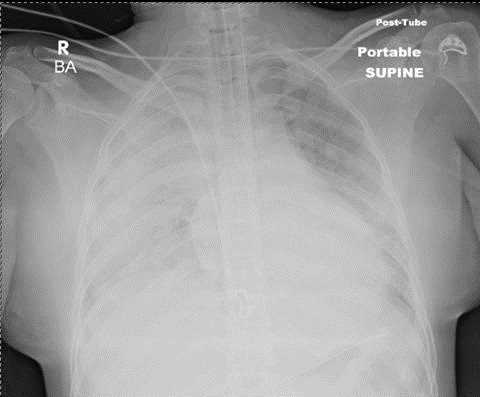 Post-Tube
R
Portable
BA
SUPINE